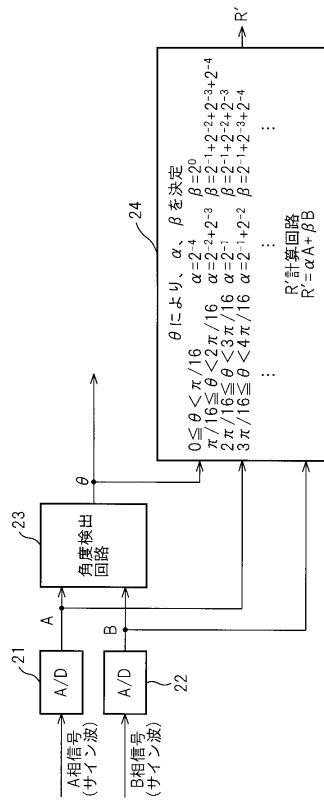 A相信号
(サイン波)
A/D
21
A
B相信号
(サイン波)
A/D
22
B
23
角度検出
回路
θ
24
θにより、α、βを決定
0≦θ<π/16 α=2⁻⁴ β=2⁰
π/16≦θ<2π/16 α=2⁻²+2⁻³ β=2⁻¹+2⁻²+2⁻³+2⁻⁴
2π/16≦θ<3π/16 α=2⁻¹ β=2⁻¹+2⁻²+2⁻³
3π/16≦θ<4π/16 α=2⁻¹+2⁻² β=2⁻¹+2⁻³+2⁻⁴
⋮ ⋮ ⋮
R′計算回路
R′=αA+βB
R′